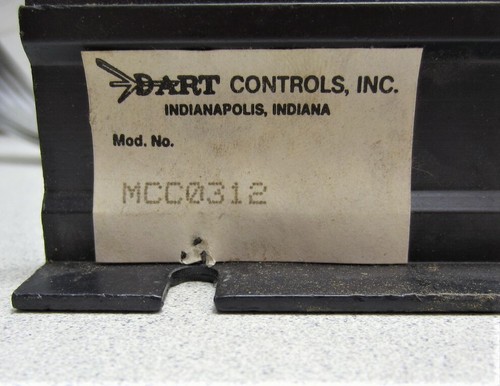 DART CONTROLS, INC.
INDIANAPOLIS, INDIANA
Mod. No.
MCC0312